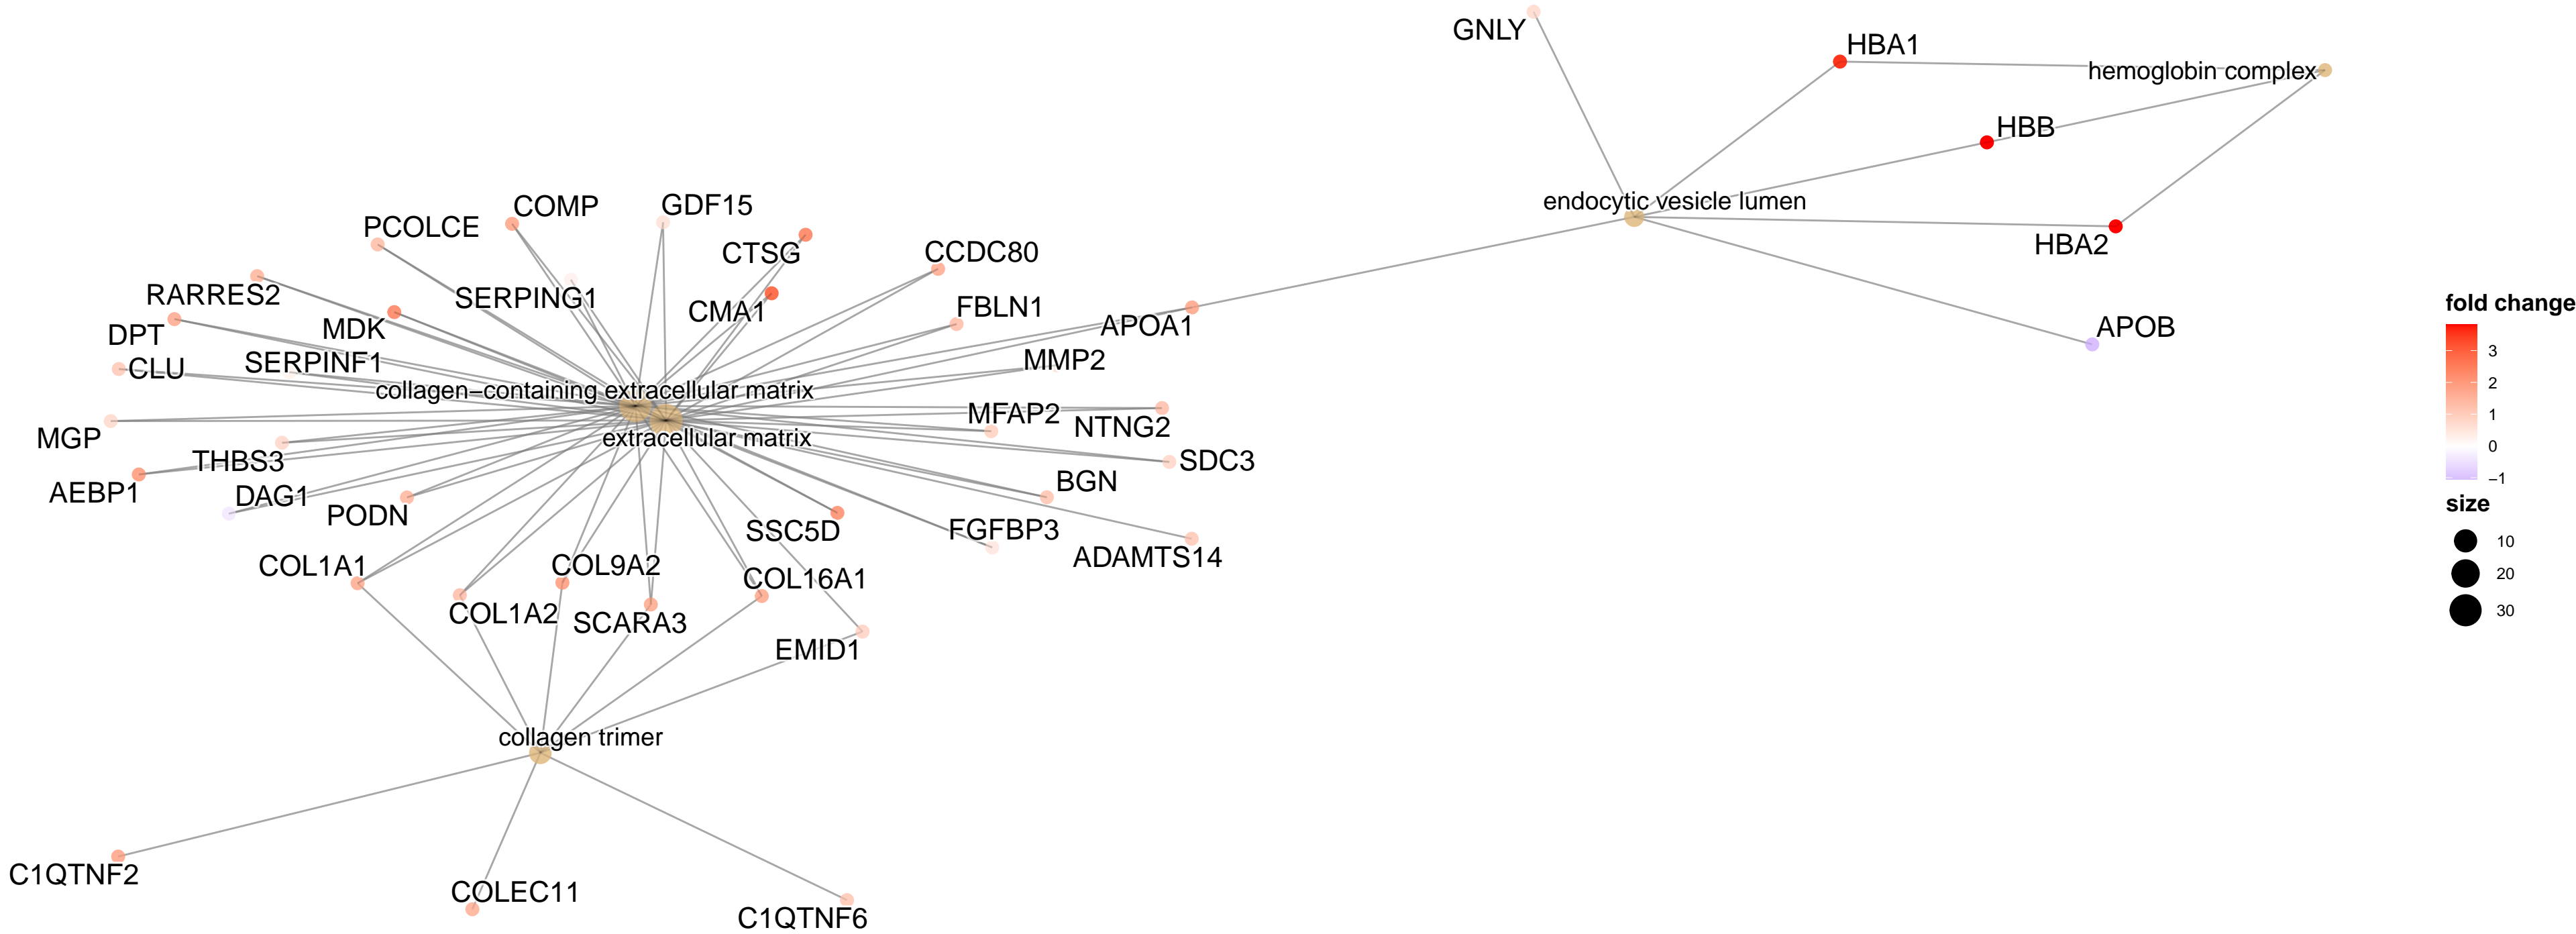 GNLY
HBA1
hemoglobin complex
HBB
endocytic vesicle lumen
HBA2
APOB
COMP
GDF15
PCOLCE
CTSG
CCDC80
RARRES2
SERPING1
CMA1
FBLN1
APOA1
DPT
MDK
CLU
SERPINF1
MMP2
collagen−containing extracellular matrix
MFAP2
NTNG2
MGP
extracellular matrix
THBS3
SDC3
AEBP1
DAG1
BGN
PODN
SSC5D
FGFBP3
ADAMTS14
COL1A1
COL9A2
COL16A1
COL1A2
SCARA3
EMID1
collagen trimer
C1QTNF2
COLEC11
C1QTNF6
fold change
3
2
1
0
−1
size
10
20
30